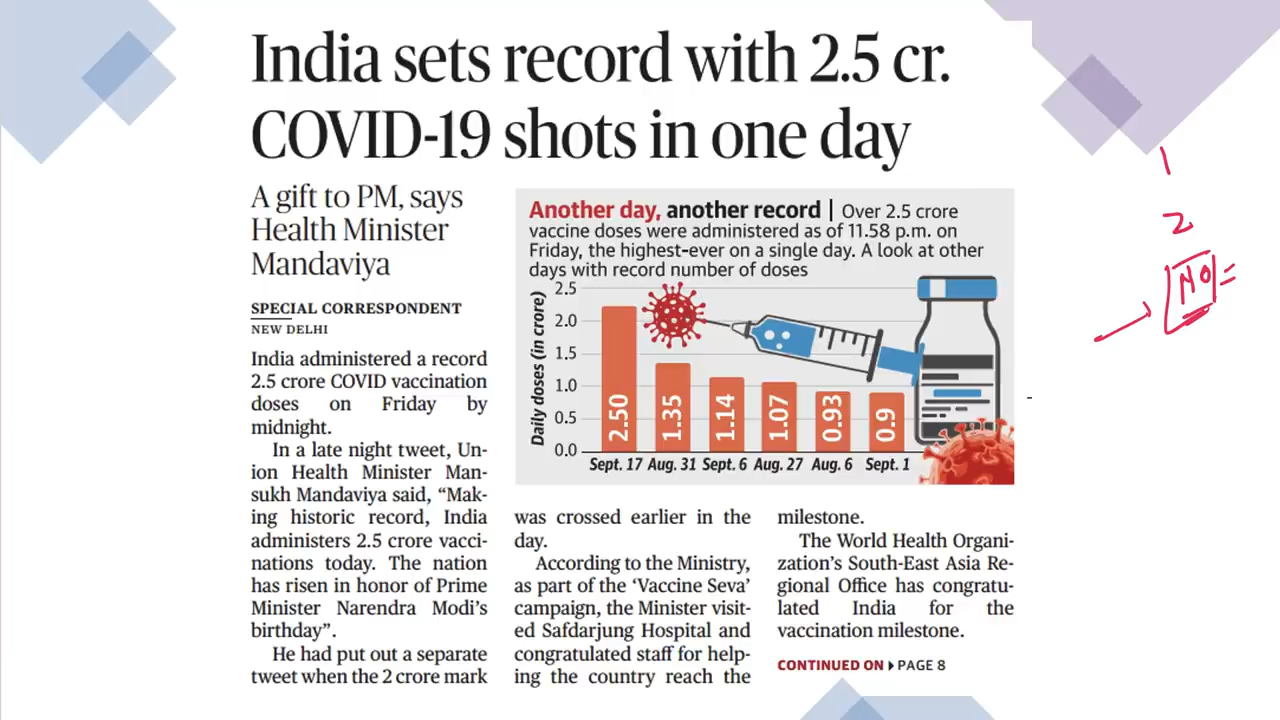 India sets record with 2.5 cr.
COVID-19 shots in one day
A gift to PM, says
Health Minister
Mandaviya
SPECIAL CORRESPONDENT
NEW DELHI
India administered a record
2.5 crore COVID vaccination
doses on Friday by
midnight.
In a late night tweet, Un-
ion Health Minister Man-
sukh Mandaviya said, “Mak-
ing historic record, India
administers 2.5 crore vacci-
nations today. The nation
has risen in honor of Prime
Minister Narendra Modi’s
birthday”.
He had put out a separate
tweet when the 2 crore mark
Another day, another record | Over 2.5 crore
vaccine doses were administered as of 11.58 p.m. on
Friday, the highest-ever on a single day. A look at other
days with record number of doses
Daily doses (in crore)
2.5
2.0
1.5
1.0
0.5
0.0
2.50
1.35
1.14
1.07
0.93
0.9
Sept. 17 Aug. 31 Sept. 6 Aug. 27 Aug. 6 Sept. 1
was crossed earlier in the
day.
According to the Ministry,
as part of the ‘Vaccine Seva’
campaign, the Minister visit-
ed Safdarjung Hospital and
congratulated staff for help-
ing the country reach the
milestone.
The World Health Organi-
zation’s South-East Asia Re-
gional Office has congratu-
lated India for the
vaccination milestone.
CONTINUED ON PAGE 8
1
2
NO=